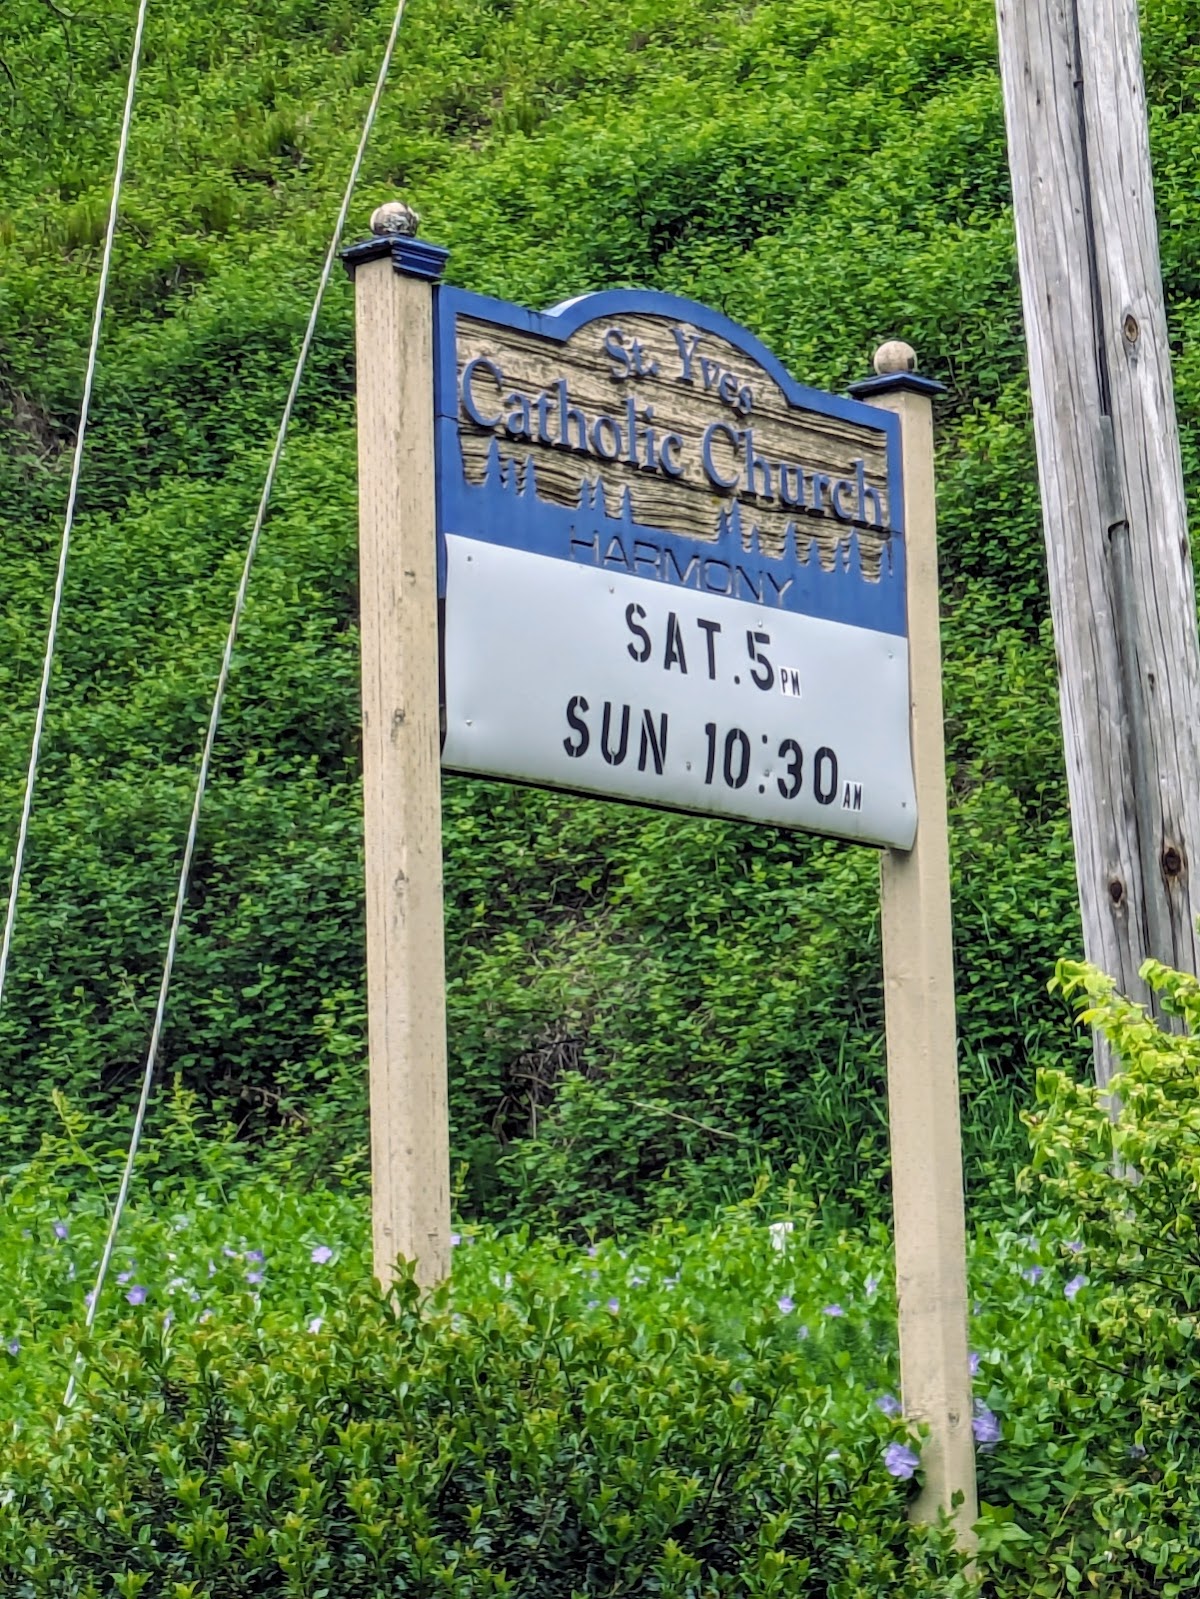 St. Yves
Catholic Church
HARMONY
SAT. 5 PM
SUN 10:30 AM